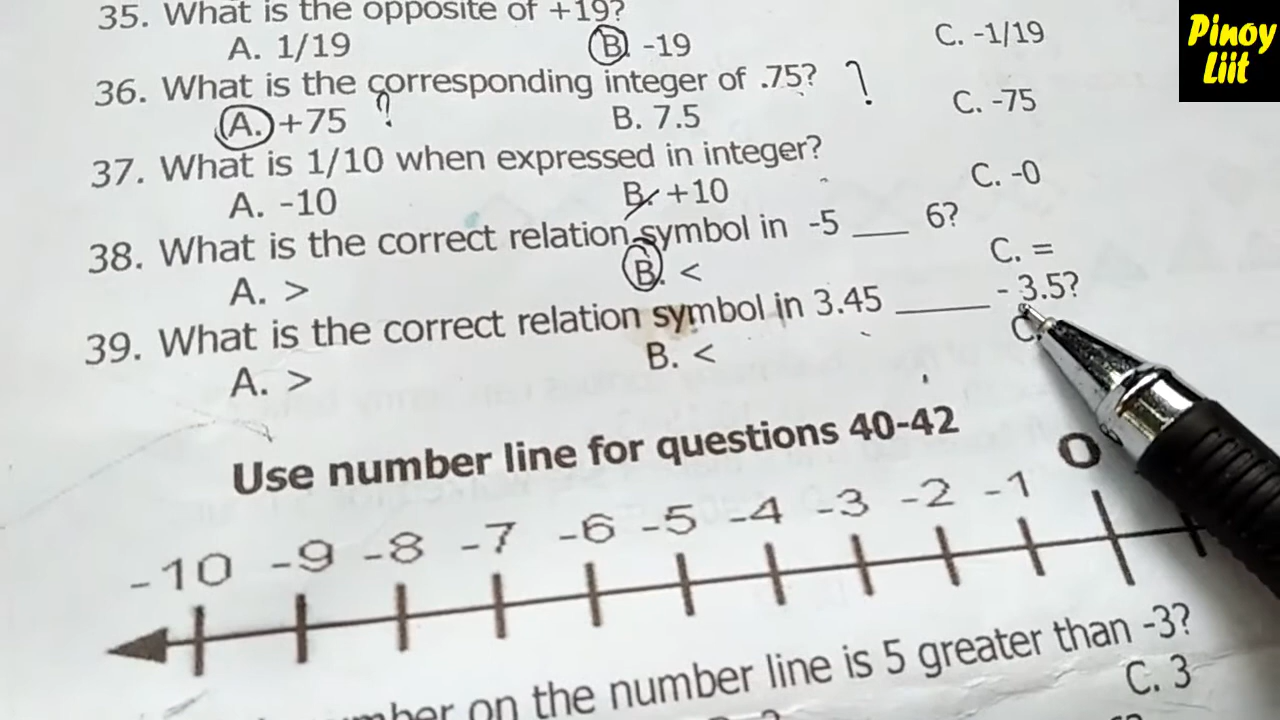 Pinoy
Liit
35. What is the opposite of +19?
A. 1/19 B. -19 C. -1/19
36. What is the corresponding integer of .75? ?
A. +75 ? B. 7.5 C. -75
37. What is 1/10 when expressed in integer?
A. -10 B. +10 C. -0
38. What is the correct relation symbol in -5 ___ 6?
A. > B. < C. =
39. What is the correct relation symbol in 3.45 _____ - 3.5?
A. > B. < C.
Use number line for questions 40-42
-10 -9 -8 -7 -6 -5 -4 -3 -2 -1 0
on the number line is 5 greater than -3?
C. 3